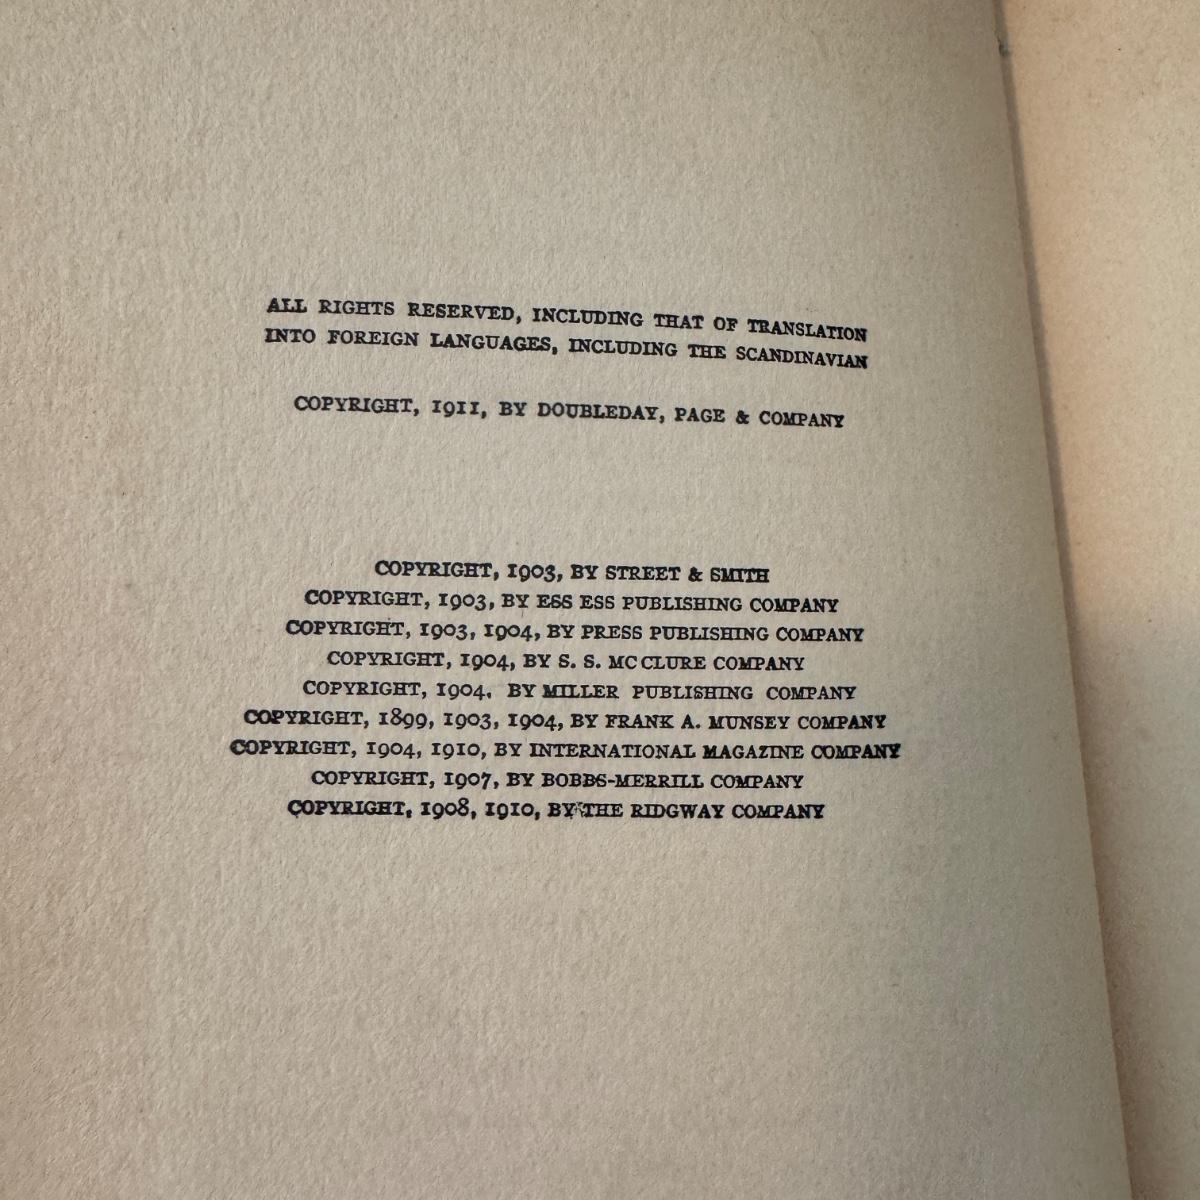 ALL RIGHTS RESERVED, INCLUDING THAT OF TRANSLATION
INTO FOREIGN LANGUAGES, INCLUDING THE SCANDINAVIAN
COPYRIGHT, 1911, BY DOUBLEDAY, PAGE & COMPANY
COPYRIGHT, 1903, BY STREET & SMITH
COPYRIGHT, 1903, BY ESS ESS PUBLISHING COMPANY
COPYRIGHT, 1903, 1904, BY PRESS PUBLISHING COMPANY
COPYRIGHT, 1904, BY S. S. MC CLURE COMPANY
COPYRIGHT, 1904, BY MILLER PUBLISHING COMPANY
COPYRIGHT, 1899, 1903, 1904, BY FRANK A. MUNSEY COMPANY
COPYRIGHT, 1904, 1910, BY INTERNATIONAL MAGAZINE COMPANY
COPYRIGHT, 1907, BY BOBBS-MERRILL COMPANY
COPYRIGHT, 1908, 1910, BY THE RIDGWAY COMPANY